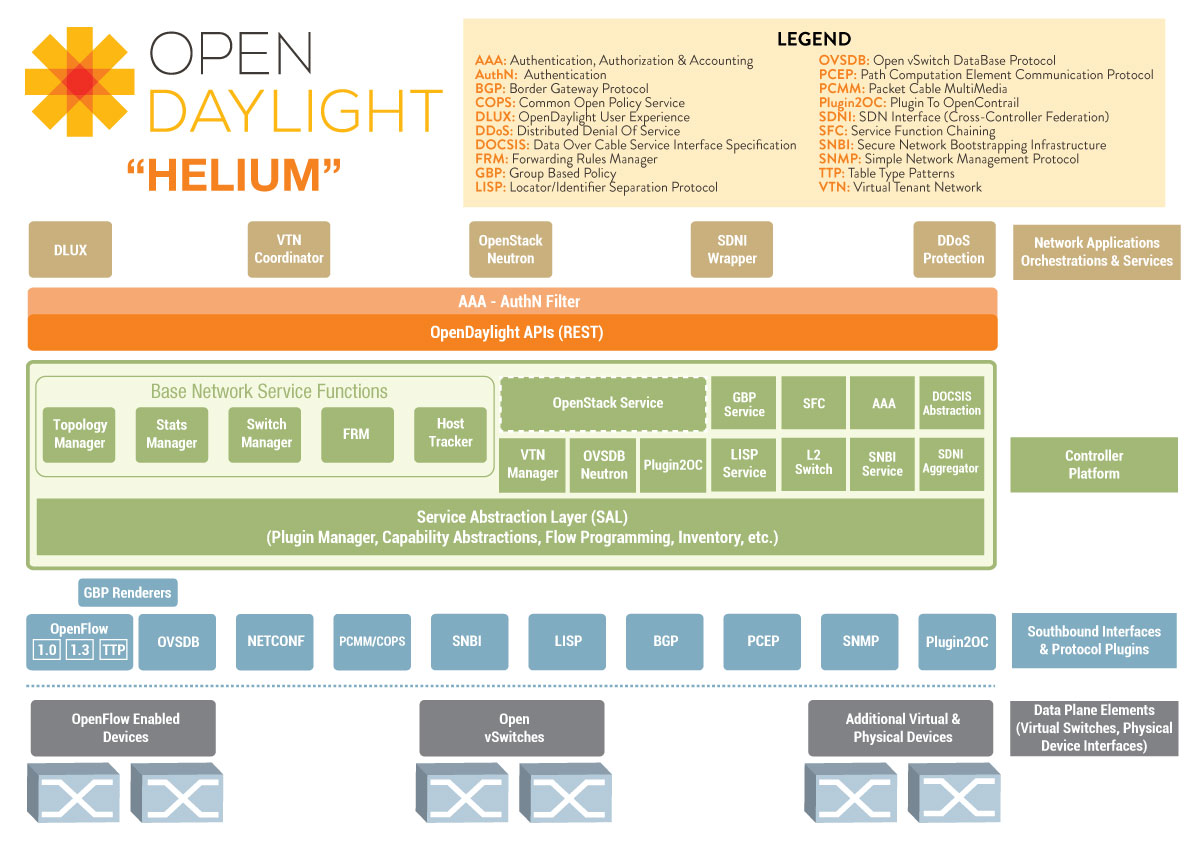 OPEN
DAYLIGHT
“HELIUM”
LEGEND
AAA: Authentication, Authorization & Accounting
AuthN: Authentication
BGP: Border Gateway Protocol
COPS: Common Open Policy Service
DLUX: OpenDaylight User Experience
DDoS: Distributed Denial Of Service
DOCSIS: Data Over Cable Service Interface Specification
FRM: Forwarding Rules Manager
GBP: Group Based Policy
LISP: Locator/Identifier Separation Protocol
OVSDB: Open vSwitch DataBase Protocol
PCEP: Path Computation Element Communication Protocol
PCMM: Packet Cable MultiMedia
Plugin2OC: Plugin To OpenContrail
SDNI: SDN Interface (Cross-Controller Federation)
SFC: Service Function Chaining
SNBI: Secure Network Bootstrapping Infrastructure
SNMP: Simple Network Management Protocol
TTP: Table Type Patterns
VTN: Virtual Tenant Network
DLUX
VTN
Coordinator
OpenStack
Neutron
SDNI
Wrapper
DDoS
Protection
Network Applications
Orchestrations & Services
AAA - AuthN Filter
OpenDaylight APIs (REST)
Base Network Service Functions
Topology
Manager
Stats
Manager
Switch
Manager
FRM
Host
Tracker
OpenStack Service
GBP
Service
SFC
AAA
DOCSIS
Abstraction
VTN
Manager
OVSDB
Neutron
Plugin2OC
LISP
Service
L2
Switch
SNBI
Service
SDNI
Aggregator
Controller
Platform
Service Abstraction Layer (SAL)
(Plugin Manager, Capability Abstractions, Flow Programming, Inventory, etc.)
GBP Renderers
OpenFlow
1.0 1.3 TTP
OVSDB
NETCONF
PCMM/COPS
SNBI
LISP
BGP
PCEP
SNMP
Plugin2OC
Southbound Interfaces
& Protocol Plugins
OpenFlow Enabled
Devices
Open
vSwitches
Additional Virtual &
Physical Devices
Data Plane Elements
(Virtual Switches, Physical
Device Interfaces)